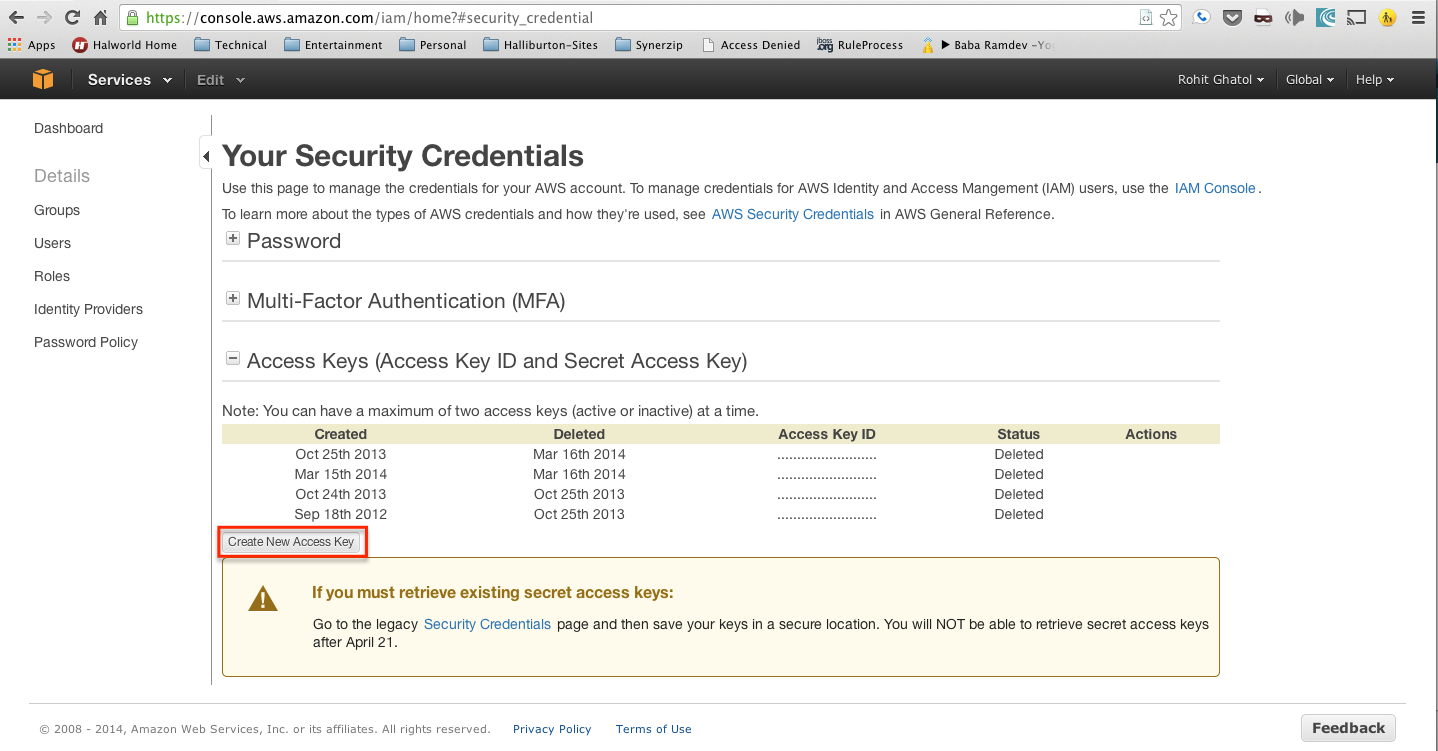 https://console.aws.amazon.com/iam/home?#security_credential
Apps Halworld Home Technical Entertainment Personal Halliburton-Sites Synerzip Access Denied RuleProcess ▶ Baba Ramdev -Yo
Services Edit Rohit Ghatol Global Help
Dashboard
Details
Groups
Users
Roles
Identity Providers
Password Policy
Your Security Credentials
Use this page to manage the credentials for your AWS account. To manage credentials for AWS Identity and Access Mangement (IAM) users, use the IAM Console .
To learn more about the types of AWS credentials and how they're used, see AWS Security Credentials in AWS General Reference.
Password
Multi-Factor Authentication (MFA)
Access Keys (Access Key ID and Secret Access Key)
Note: You can have a maximum of two access keys (active or inactive) at a time.
Created Deleted Access Key ID Status Actions
Oct 25th 2013 Mar 16th 2014 ......................... Deleted
Mar 15th 2014 Mar 16th 2014 ......................... Deleted
Oct 24th 2013 Oct 25th 2013 ......................... Deleted
Sep 18th 2012 Oct 25th 2013 ......................... Deleted
Create New Access Key
If you must retrieve existing secret access keys:
Go to the legacy Security Credentials page and then save your keys in a secure location. You will NOT be able to retrieve secret access keys
after April 21.
© 2008 - 2014, Amazon Web Services, Inc. or its affiliates. All rights reserved. Privacy Policy Terms of Use
Feedback